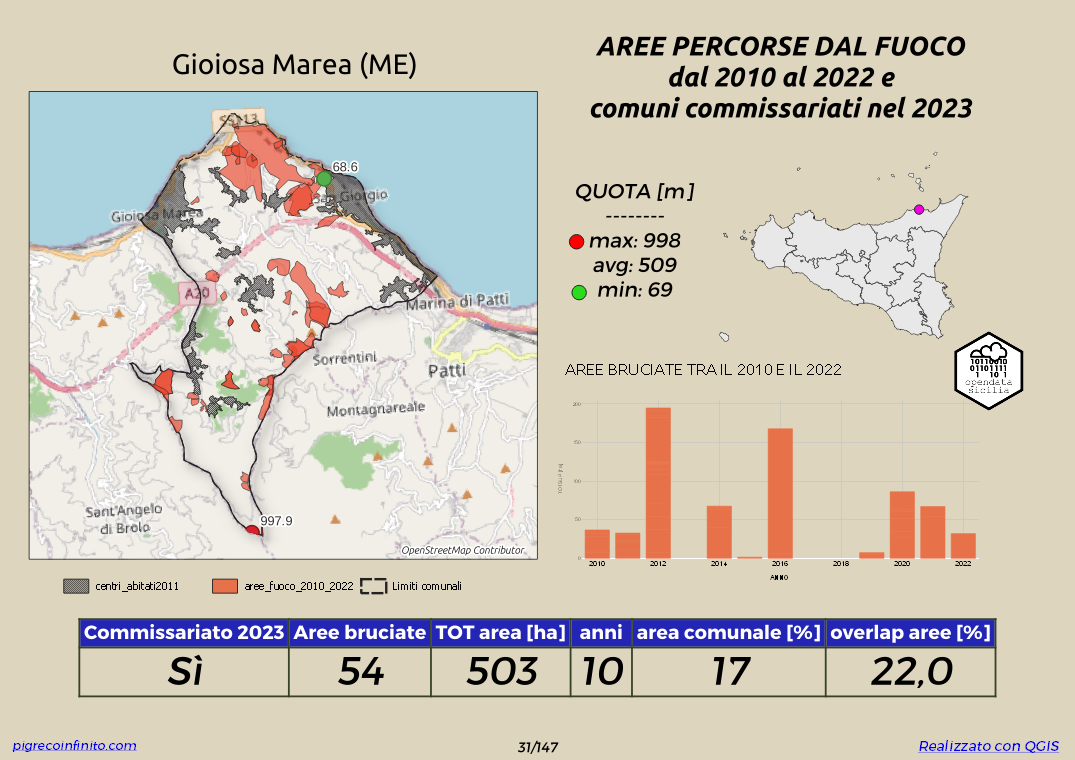 Gioiosa Marea (ME)
AREE PERCORSE DAL FUOCO
dal 2010 al 2022 e
comuni commissariati nel 2023
SS113
68.6
San Giorgio
Gioiosa Marea
A20
Marina di Patti
Sorrentini
Patti
Montagnareale
Sant'Angelo
di Brolo
997.9
OpenStreetMap Contributor
QUOTA [m]
--------
max: 998
avg: 509
min: 69
10110010
01101111
1 10 1
opendata
sicilia
AREE BRUCIATE TRA IL 2010 E IL 2022
200
150
100
50
0
2010 2012 2014 2016 2018 2020 2022
ANNO
centri_abitati2011 aree_fuoco_2010_2022 Limiti comunali
Commissariato 2023 Aree bruciate TOT area [ha] anni area comunale [%] overlap aree [%]
Sì 54 503 10 17 22,0
pigrecoinfinito.com 31/147 Realizzato con QGIS